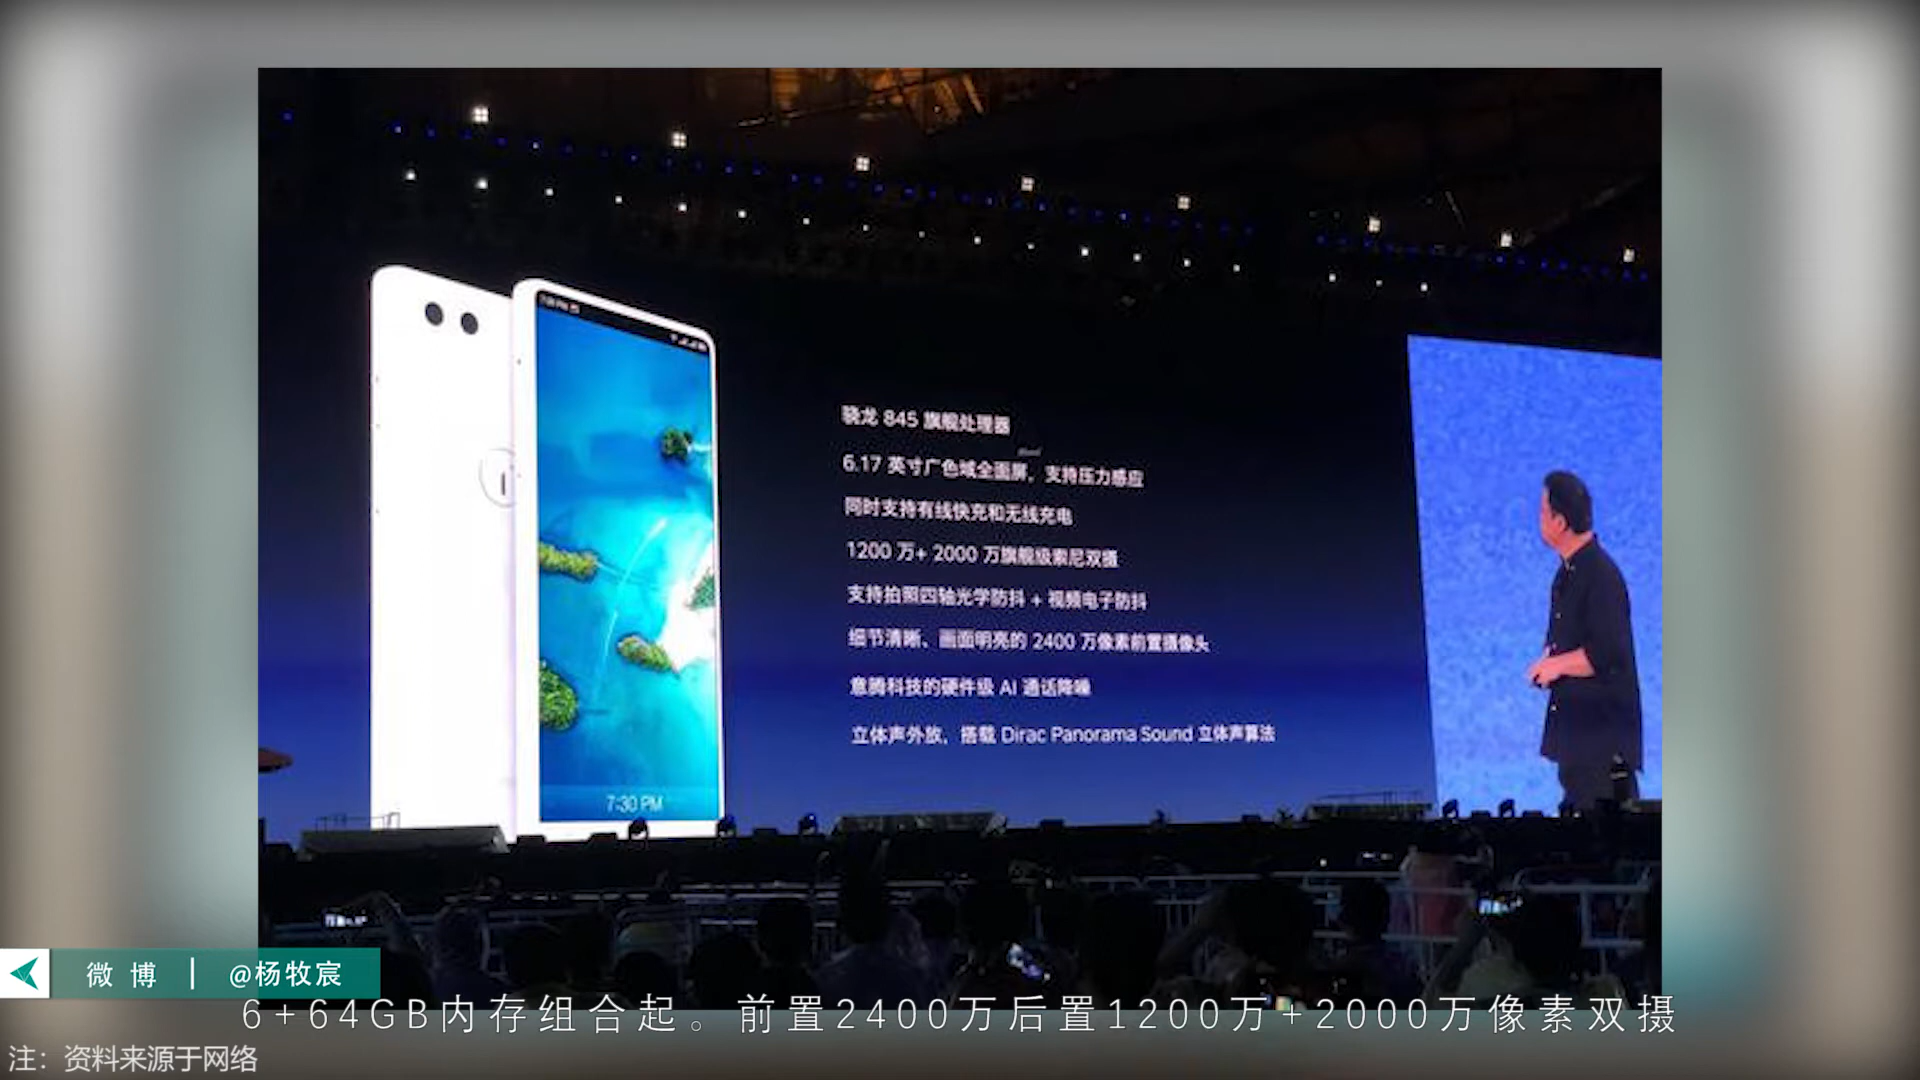 骁龙 845 旗舰处理器
6.17 英寸广色域全面屏，支持压力感应
同时支持有线快充和无线充电
1200 万+ 2000 万旗舰级索尼双摄
支持拍照四轴光学防抖 + 视频电子防抖
细节清晰、画面明亮的 2400 万像素前置摄像头
意腾科技的硬件级 AI 通话降噪
立体声外放，搭载 Dirac Panorama Sound 立体声算法
7:30 PM
微 博 | @杨牧宸
6+64GB内存组合起。前置2400万后置1200万+2000万像素双摄
注：资料来源于网络